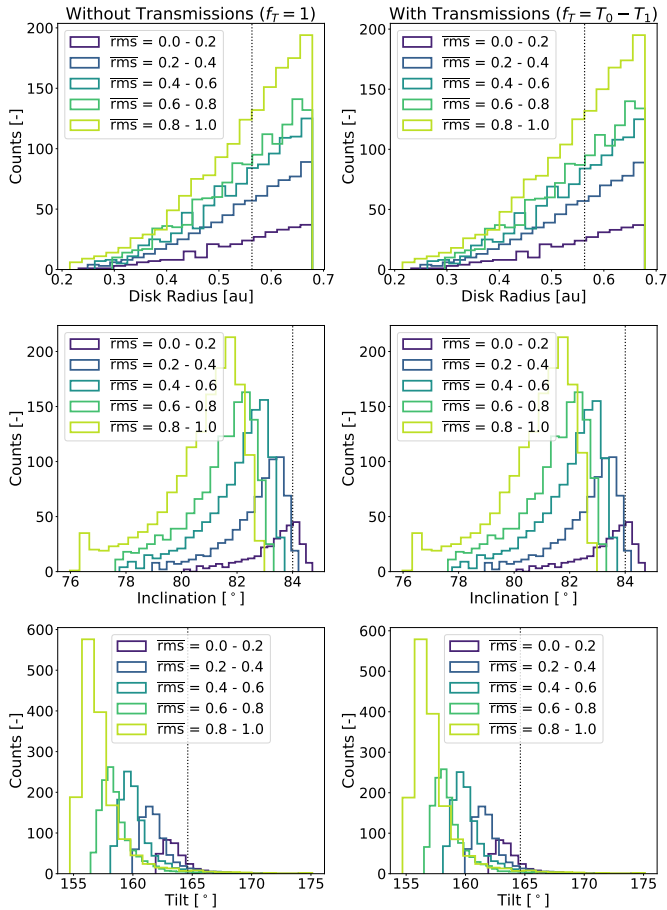 Without Transmissions (f_T = 1)
With Transmissions (f_T = T_0 − T_1)
Counts [-]
200
150
100
50
0
rms = 0.0 - 0.2
rms = 0.2 - 0.4
rms = 0.4 - 0.6
rms = 0.6 - 0.8
rms = 0.8 - 1.0
0.2 0.3 0.4 0.5 0.6 0.7
Disk Radius [au]
Counts [-]
200
150
100
50
0
rms = 0.0 - 0.2
rms = 0.2 - 0.4
rms = 0.4 - 0.6
rms = 0.6 - 0.8
rms = 0.8 - 1.0
0.2 0.3 0.4 0.5 0.6 0.7
Disk Radius [au]
Counts [-]
200
150
100
50
0
rms = 0.0 - 0.2
rms = 0.2 - 0.4
rms = 0.4 - 0.6
rms = 0.6 - 0.8
rms = 0.8 - 1.0
76 78 80 82 84
Inclination [°]
Counts [-]
200
150
100
50
0
rms = 0.0 - 0.2
rms = 0.2 - 0.4
rms = 0.4 - 0.6
rms = 0.6 - 0.8
rms = 0.8 - 1.0
76 78 80 82 84
Inclination [°]
Counts [-]
600
500
400
300
200
100
0
rms = 0.0 - 0.2
rms = 0.2 - 0.4
rms = 0.4 - 0.6
rms = 0.6 - 0.8
rms = 0.8 - 1.0
155 160 165 170 175
Tilt [°]
Counts [-]
600
500
400
300
200
100
0
rms = 0.0 - 0.2
rms = 0.2 - 0.4
rms = 0.4 - 0.6
rms = 0.6 - 0.8
rms = 0.8 - 1.0
155 160 165 170 175
Tilt [°]